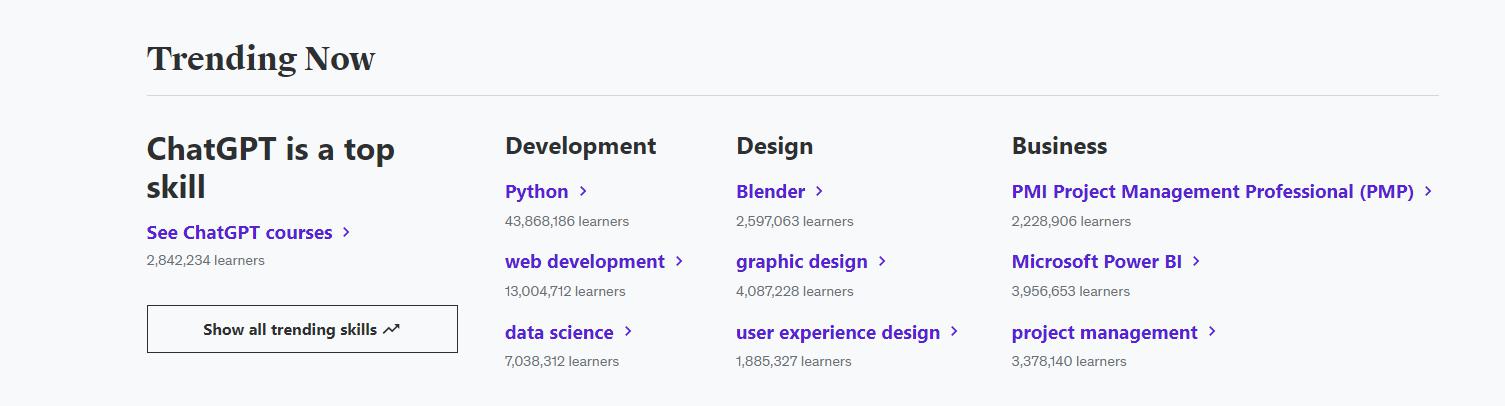 Trending Now
ChatGPT is a top
skill
See ChatGPT courses
2,842,234 learners
Show all trending skills
Development
Python
43,868,186 learners
web development
13,004,712 learners
data science
7,038,312 learners
Design
Blender
2,597,063 learners
graphic design
4,087,228 learners
user experience design
1,885,327 learners
Business
PMI Project Management Professional (PMP)
2,228,906 learners
Microsoft Power BI
3,956,653 learners
project management
3,378,140 learners